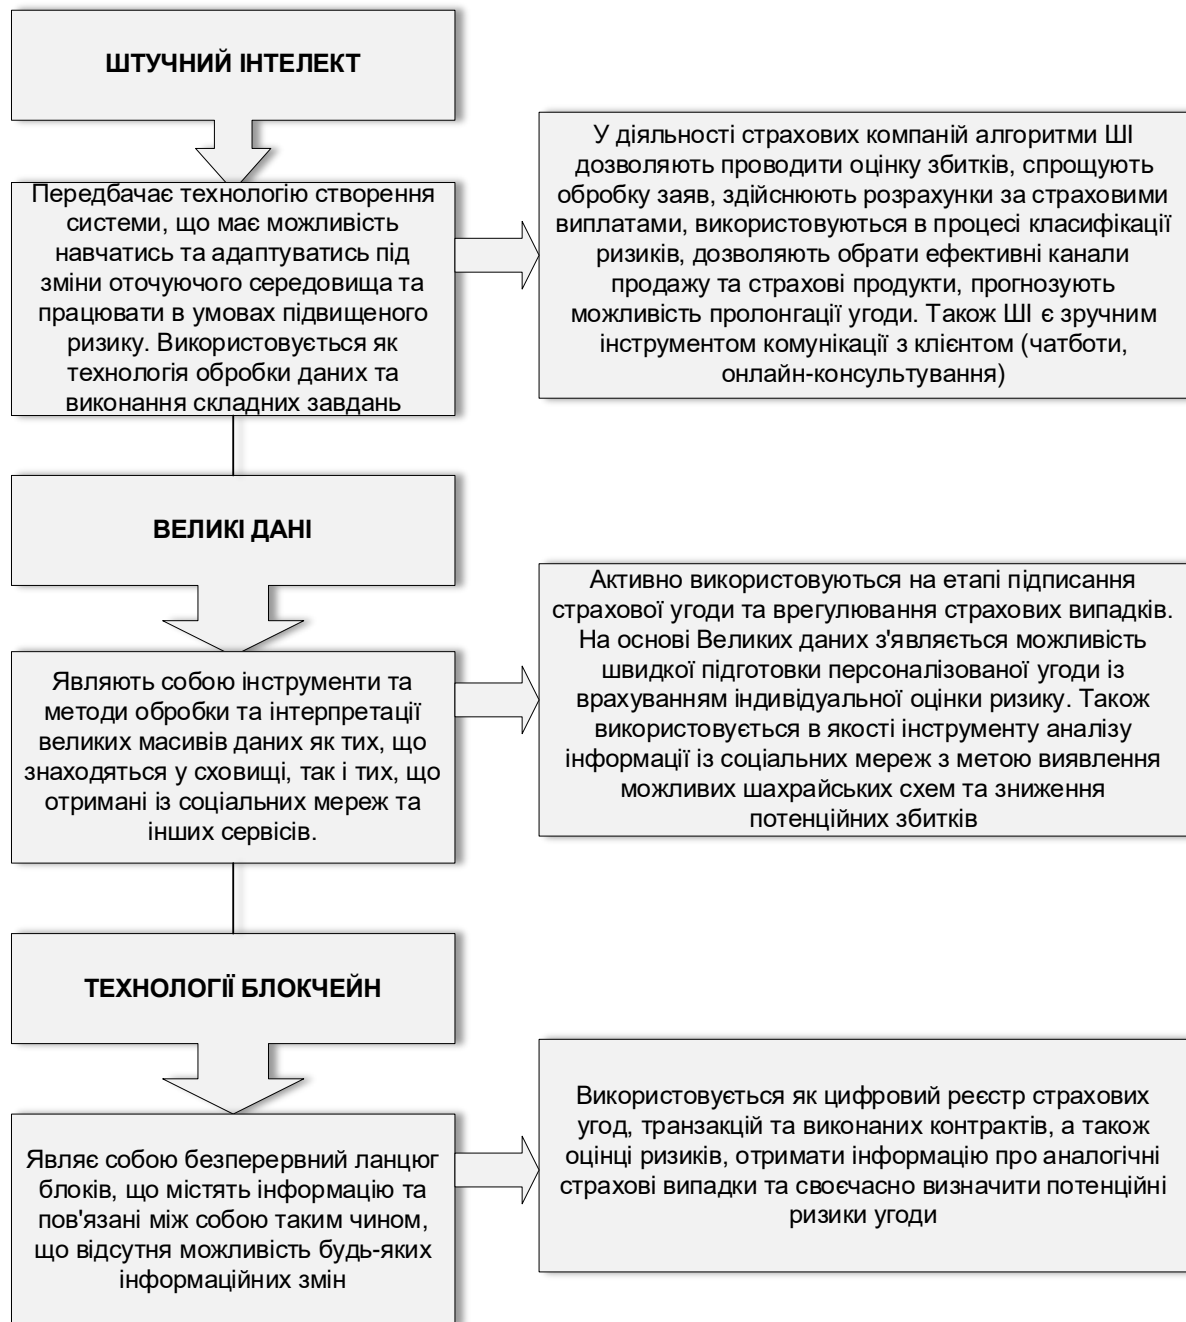 ШТУЧНИЙ ІНТЕЛЕКТ
Передбачає технологію створення
системи, що має можливість
навчатись та адаптуватись під
зміни оточуючого середовища та
працювати в умовах підвищеного
ризику. Використовується як
технологія обробки даних та
виконання складних завдань
У діяльності страхових компаній алгоритми ШІ
дозволяють проводити оцінку збитків, спрощують
обробку заяв, здійснюють розрахунки за страховими
виплатами, використовуються в процесі класифікації
ризиків, дозволяють обрати ефективні канали
продажу та страхові продукти, прогнозують
можливість пролонгації угоди. Також ШІ є зручним
інструментом комунікації з клієнтом (чатботи,
онлайн-консультування)
ВЕЛИКІ ДАНІ
Являють собою інструменти та
методи обробки та інтерпретації
великих масивів даних як тих, що
знаходяться у сховищі, так і тих, що
отримані із соціальних мереж та
інших сервісів.
Активно використовуються на етапі підписання
страхової угоди та врегулювання страхових випадків.
На основі Великих даних з'являється можливість
швидкої підготовки персоналізованої угоди із
врахуванням індивідуальної оцінки ризику. Також
використовується в якості інструменту аналізу
інформації із соціальних мереж з метою виявлення
можливих шахрайських схем та зниження
потенційних збитків
ТЕХНОЛОГІЇ БЛОКЧЕЙН
Являє собою безперервний ланцюг
блоків, що містять інформацію та
пов'язані між собою таким чином,
що відсутня можливість будь-яких
інформаційних змін
Використовується як цифровий реєстр страхових
угод, транзакцій та виконаних контрактів, а також
оцінці ризиків, отримати інформацію про аналогічні
страхові випадки та своєчасно визначити потенційні
ризики угоди